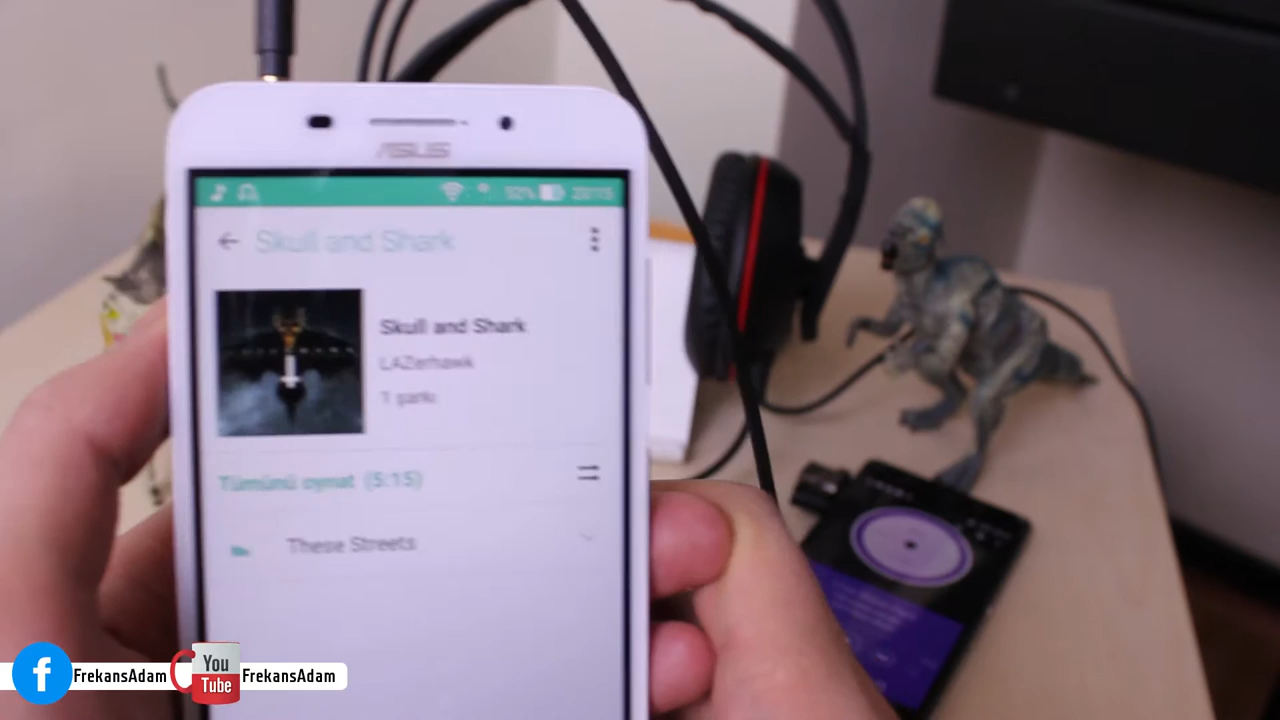 ASUS
Skull and Shark
Skull and Shark
LAZerhawk
1 şarkı
Tümünü oynat (5:15)
These Streets
f FrekansAdam You Tube FrekansAdam